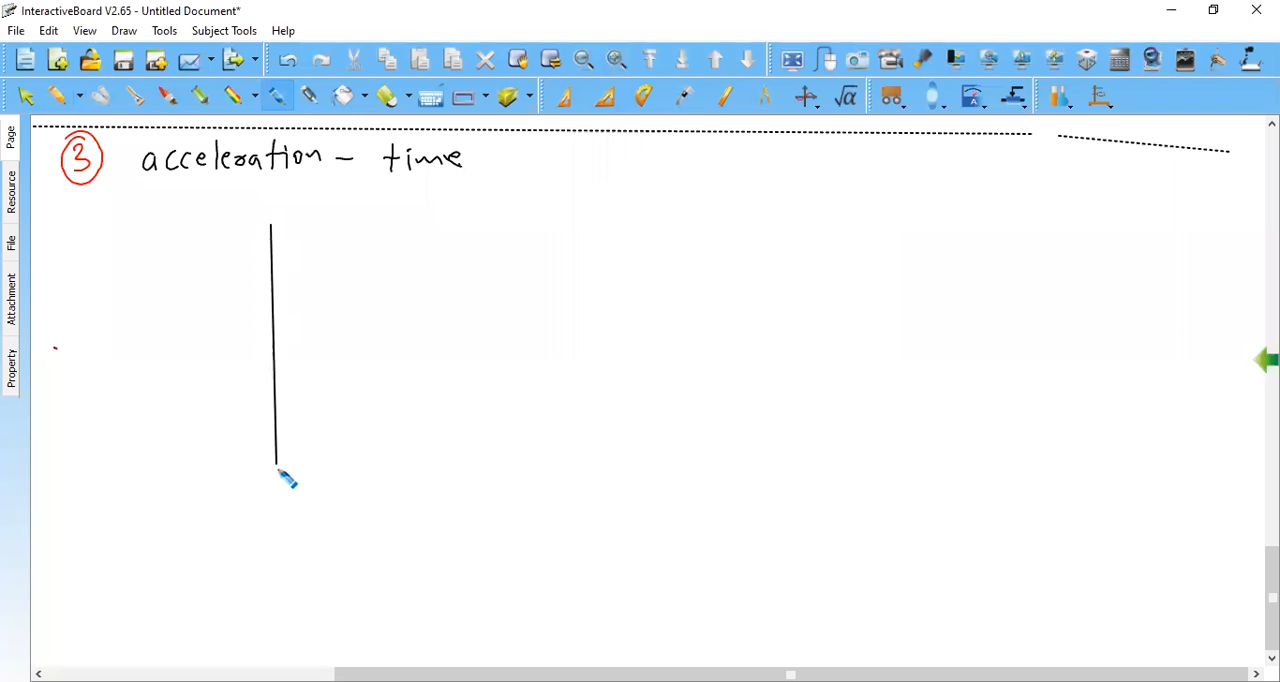 InteractiveBoard V2.65 - Untitled Document*
File Edit View Draw Tools Subject Tools Help
Page
Resource
File
Attachment
Property
3 acceleration - time